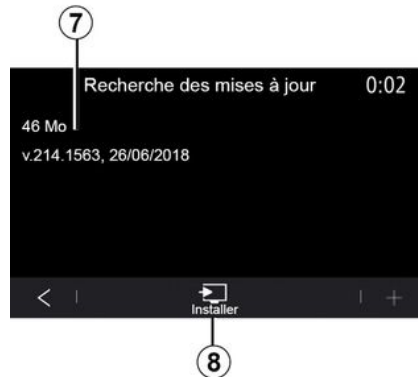 7
Recherche des mises à jour 0:02
46 Mo
v.214.1563, 26/06/2018
Installer
8